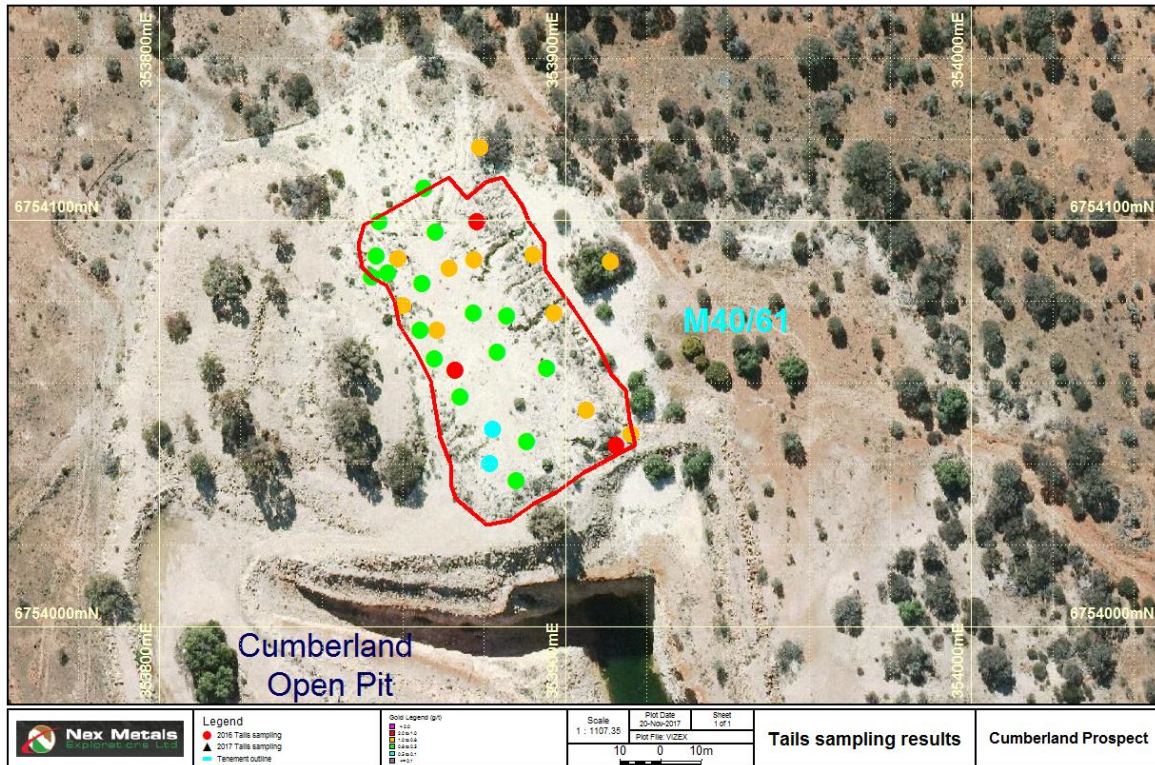 353800mE
353900mE
354000mE
6754100mN
6754100mN
M40/61
6754000mN
6754000mN
353800mE
353900mE
354000mE
Cumberland
Open Pit
Nex Metals
Explorations Ltd
Legend
2016 Tails sampling
2017 Tails sampling
Tenement outline
Gold Legend (g/t)
Scale
1 : 1107.35
Plot Date
20-Nov-2017
Sheet
1 of 1
Plot File: VIZEX
10 0 10m
Tails sampling results
Cumberland Prospect